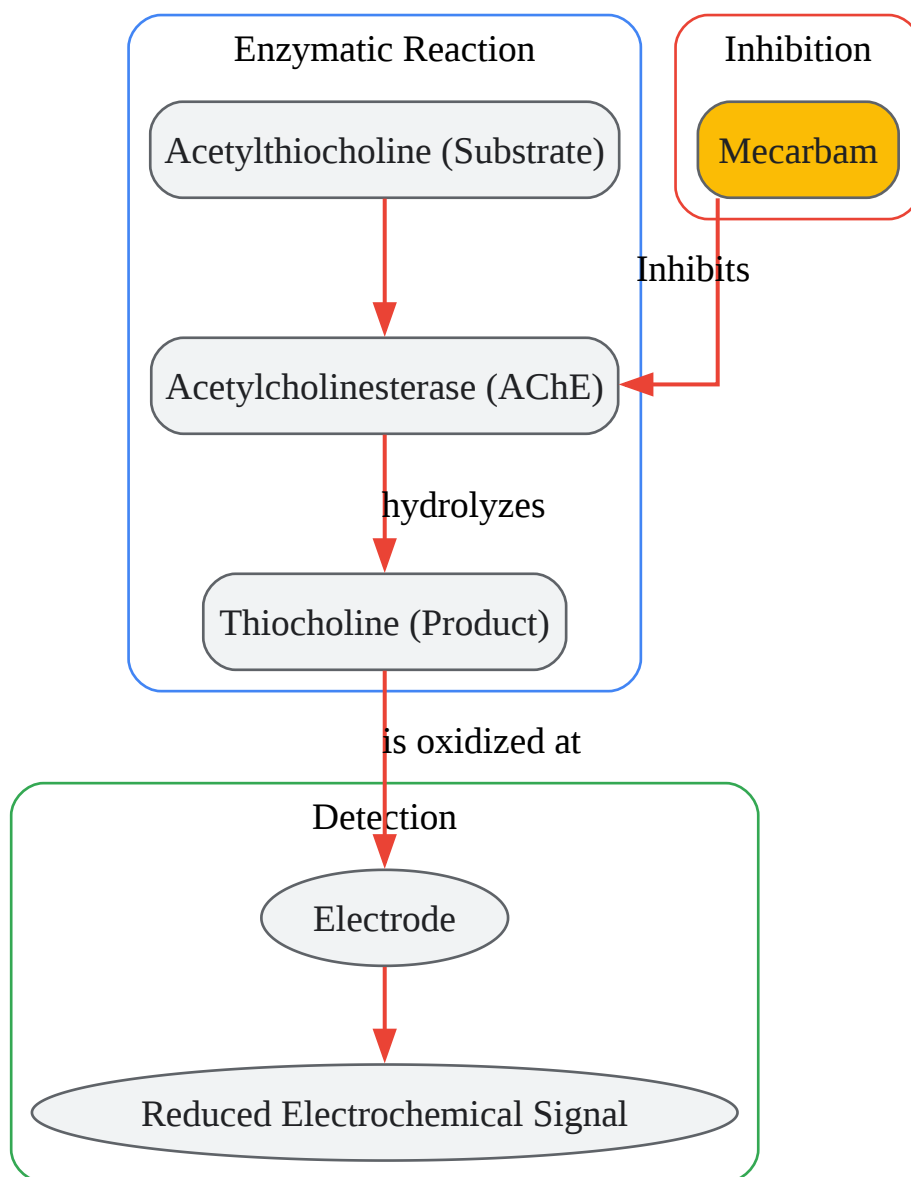 Enzymatic Reaction
Inhibition
Acetylthiocholine (Substrate)
Mecarbam
Inhibits
Acetylcholinesterase (AChE)
hydrolyzes
Thiocholine (Product)
is oxidized at
Detection
Electrode
Reduced Electrochemical Signal